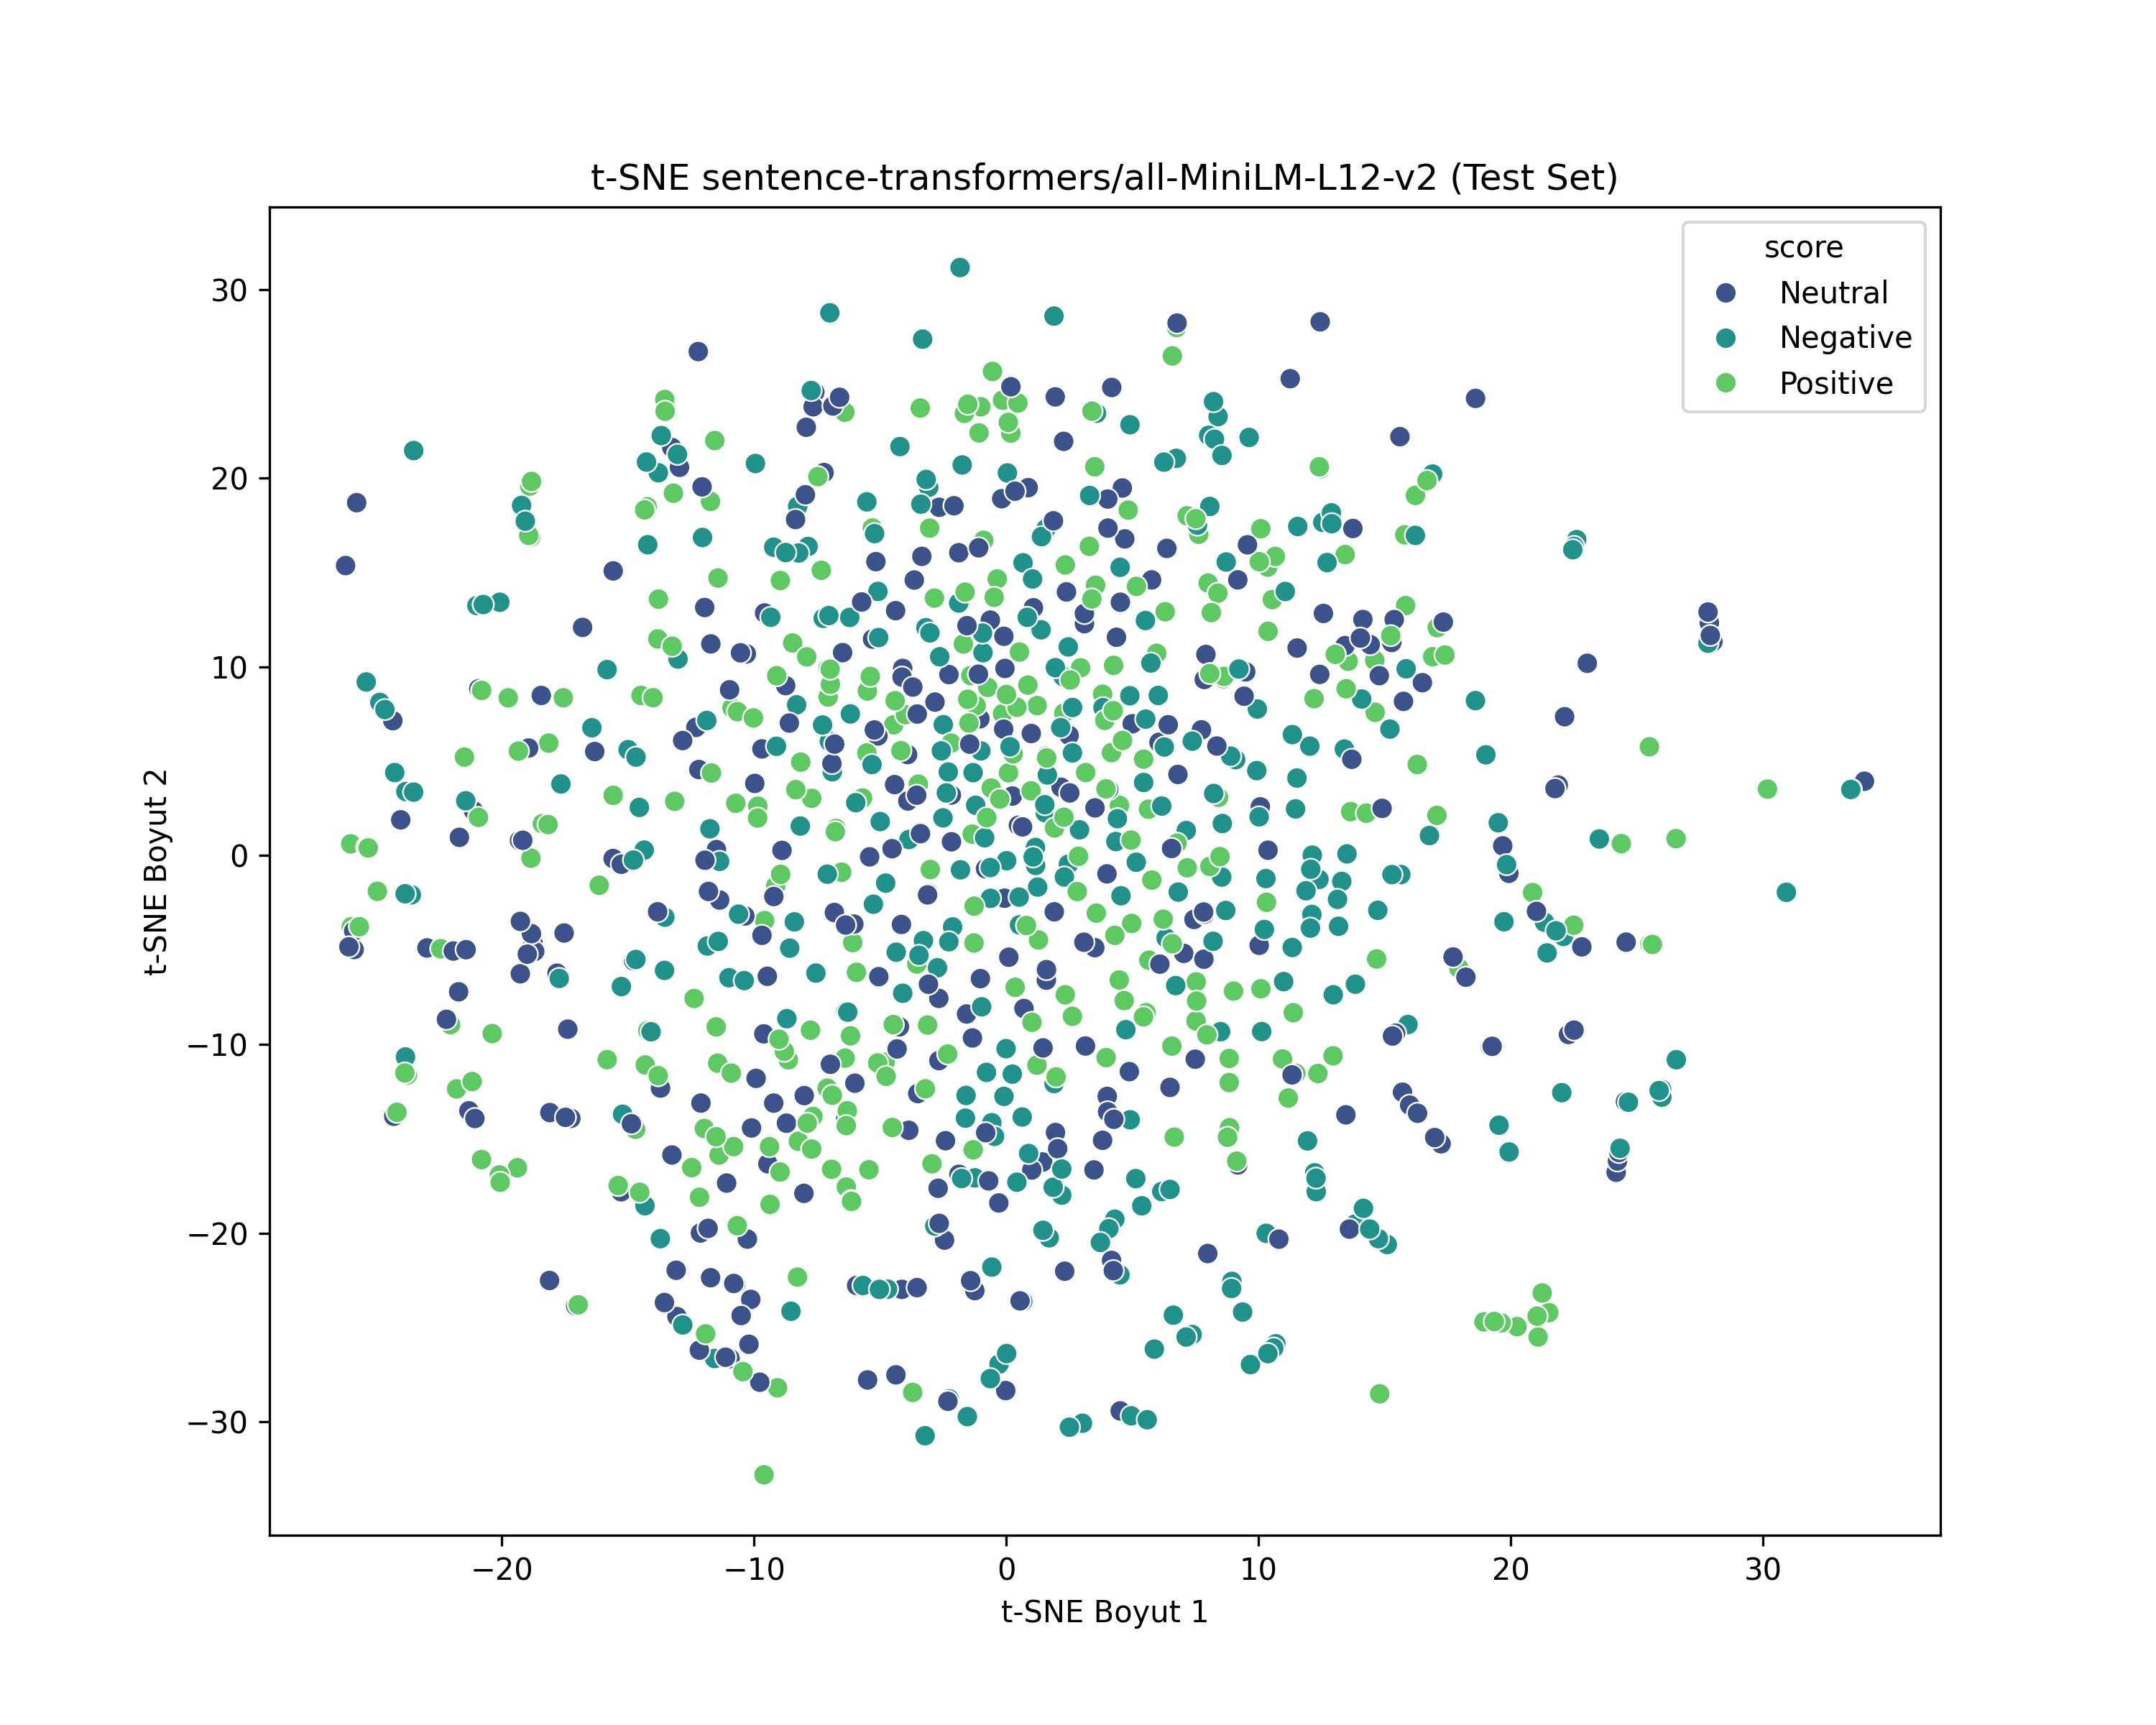 t-SNE sentence-transformers/all-MiniLM-L12-v2 (Test Set)
score
Neutral
Negative
Positive
t-SNE Boyut 2
30
20
10
0
−10
−20
−30
−20
−10
0
10
20
30
t-SNE Boyut 1